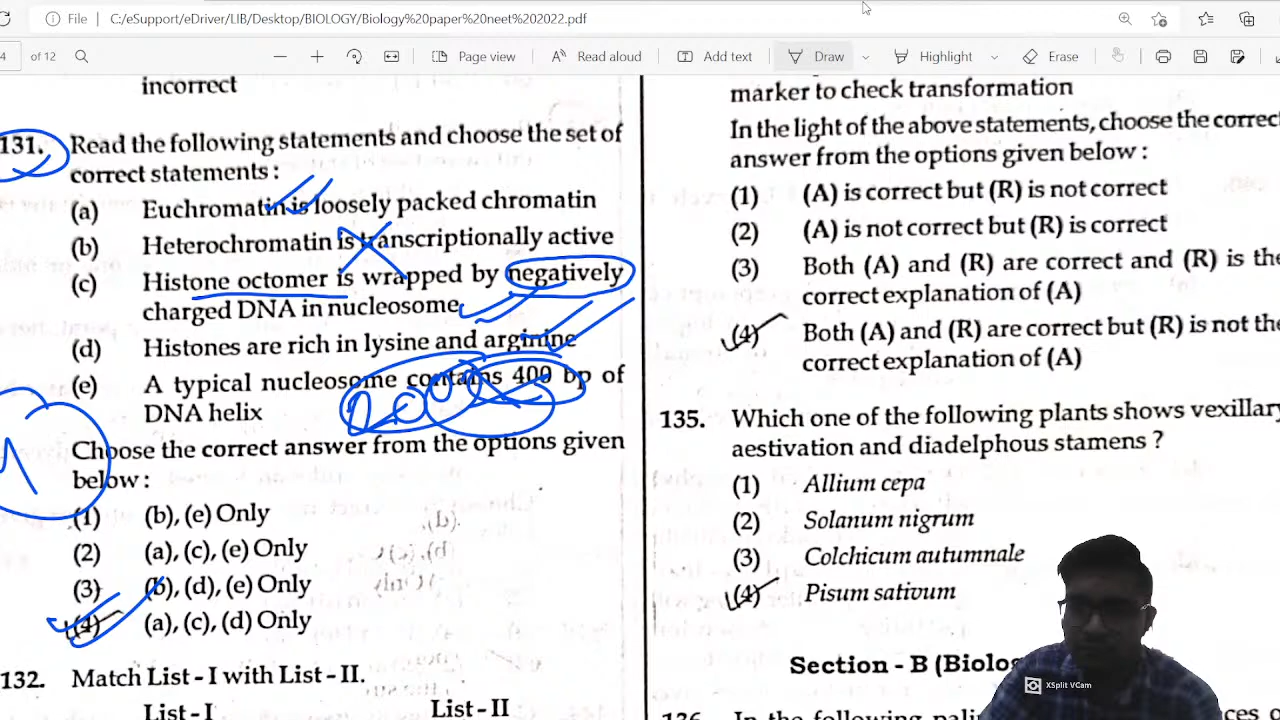 File
C:/eSupport/eDriver/LIB/Desktop/BIOLOGY/Biology%20paper%20neet%202022.pdf
4 of 12
Page view
Read aloud
Add text
Draw
Highlight
Erase
incorrect
131. Read the following statements and choose the set of
correct statements :
(a) Euchromatin is loosely packed chromatin
(b) Heterochromatin is transcriptionally active
(c) Histone octomer is wrapped by negatively
charged DNA in nucleosome
(d) Histones are rich in lysine and arginine
(e) A typical nucleosome contains 400 bp of
DNA helix
Choose the correct answer from the options given
below :
(1) (b), (e) Only
(2) (a), (c), (e) Only
(3) (b), (d), (e) Only
(4) (a), (c), (d) Only
132. Match List - I with List - II.
List - I List - II
marker to check transformation
In the light of the above statements, choose the correct
answer from the options given below :
(1) (A) is correct but (R) is not correct
(2) (A) is not correct but (R) is correct
(3) Both (A) and (R) are correct and (R) is the
correct explanation of (A)
(4) Both (A) and (R) are correct but (R) is not the
correct explanation of (A)
135. Which one of the following plants shows vexillary
aestivation and diadelphous stamens ?
(1) Allium cepa
(2) Solanum nigrum
(3) Colchicum autumnale
(4) Pisum sativum
Section - B (Biolo
XSplit VCam
136. In the following